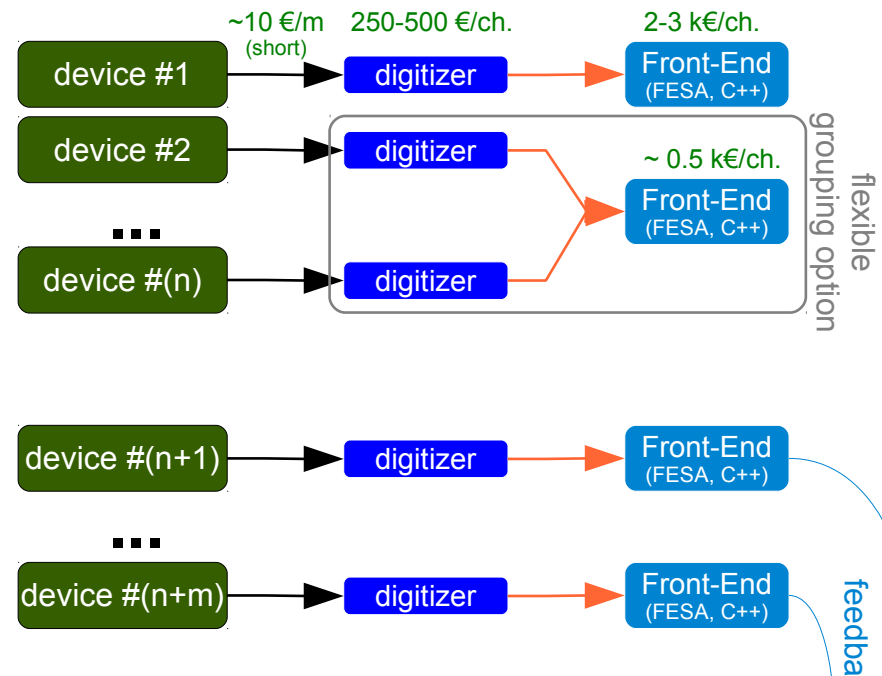 ~10 €/m
(short)
250-500 €/ch.
2-3 k€/ch.
device #1
digitizer
Front-End
(FESA, C++)
device #2
digitizer
~ 0.5 k€/ch.
Front-End
(FESA, C++)
...
device #(n)
digitizer
flexible
grouping option
device #(n+1)
digitizer
Front-End
(FESA, C++)
...
device #(n+m)
digitizer
Front-End
(FESA, C++)
feedba